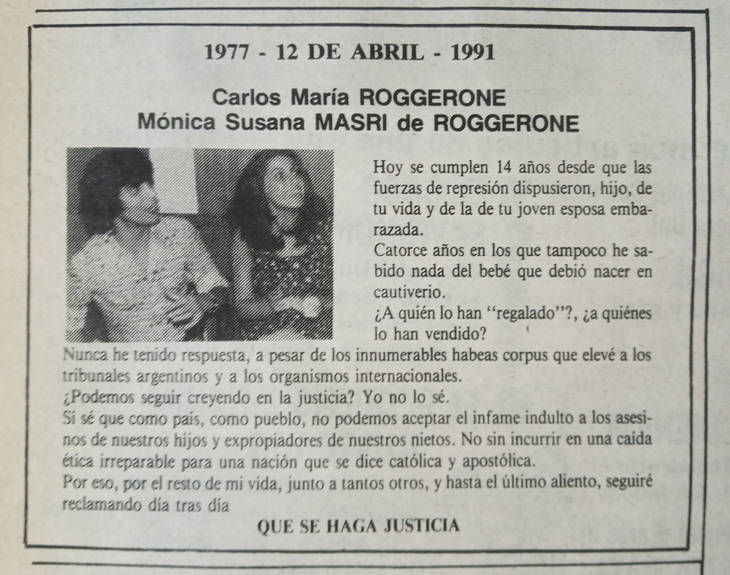 1977 - 12 DE ABRIL - 1991
Carlos María ROGGERONE
Mónica Susana MASRI de ROGGERONE
Hoy se cumplen 14 años desde que las
fuerzas de represión dispusieron, hijo, de
tu vida y de la de tu joven esposa emba-
razada.
Catorce años en los que tampoco he sa-
bido nada del bebé que debió nacer en
cautiverio.
¿A quién lo han "regalado"?, ¿a quiénes
lo han vendido?
Nunca he tenido respuesta, a pesar de los innumerables habeas corpus que elevé a los
tribunales argentinos y a los organismos internacionales.
¿Podemos seguir creyendo en la justicia? Yo no lo sé.
Sí sé que como país, como pueblo, no podemos aceptar el infame indulto a los asesi-
nos de nuestros hijos y expropiadores de nuestros nietos. No sin incurrir en una caída
ética irreparable para una nación que se dice católica y apostólica.
Por eso, por el resto de mi vida, junto a tantos otros, y hasta el último aliento, seguiré
reclamando día tras día
QUE SE HAGA JUSTICIA